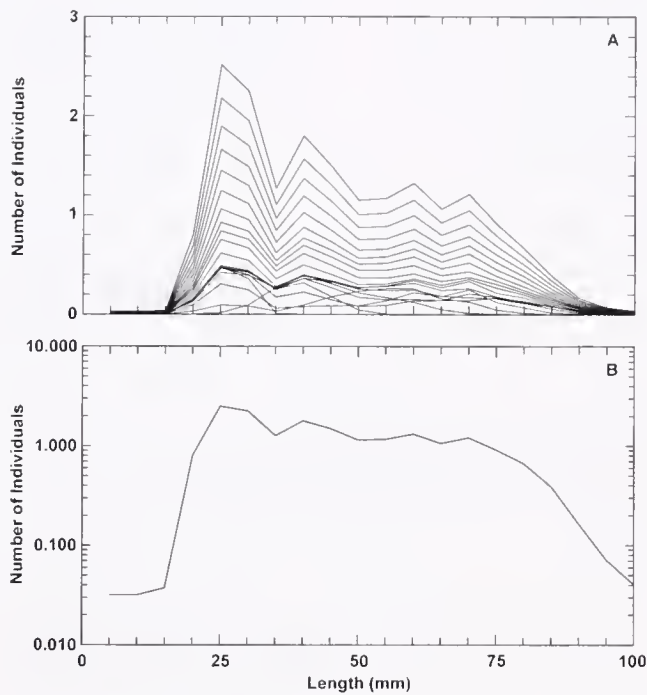 3
A
2
1
0
Number of Individuals
10.000
B
1.000
0.100
0.010
Number of Individuals
0 25 50 75 100
Length (mm)